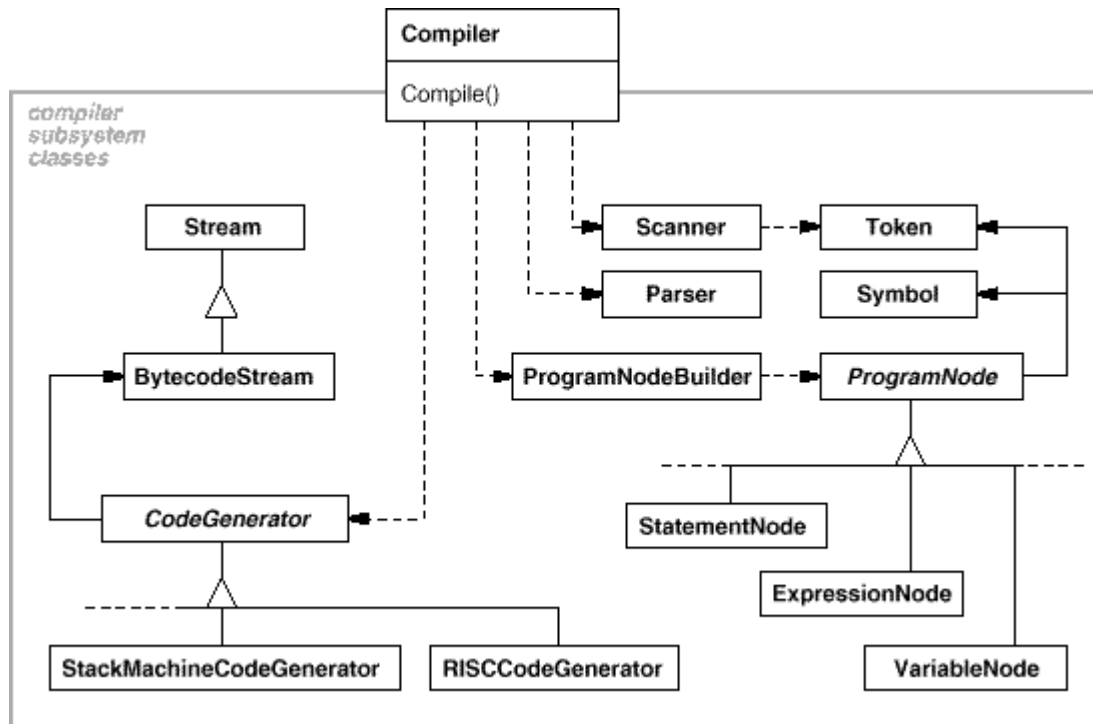 Compiler
Compile()
compiler
subsystem
classes
Stream
Scanner
Token
Parser
Symbol
BytecodeStream
ProgramNodeBuilder
ProgramNode
CodeGenerator
StatementNode
ExpressionNode
StackMachineCodeGenerator
RISCCodeGenerator
VariableNode